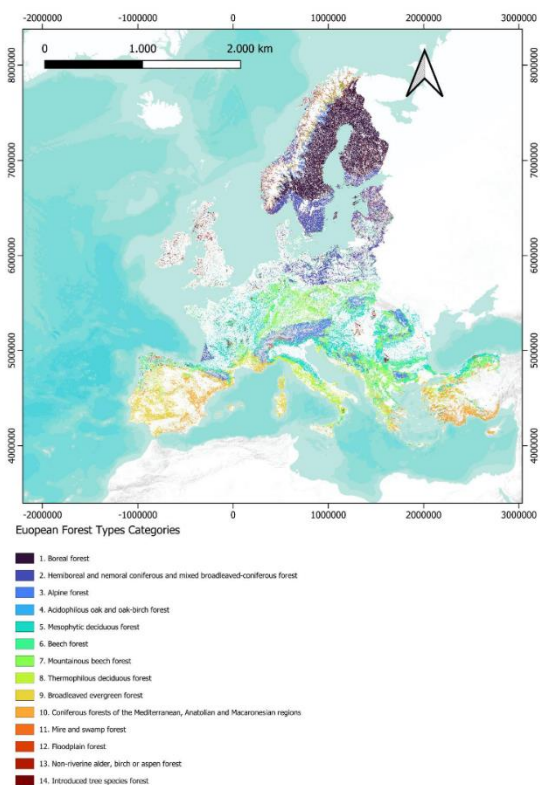 -2000000 -1000000 0 1000000 2000000 3000000
0 1.000 2.000 km
8000000 8000000
7000000 7000000
6000000 6000000
5000000 5000000
4000000 4000000
-2000000 -1000000 0 1000000 2000000 3000000
Euopean Forest Types Categories
1. Boreal forest
2. Hemiboreal and nemoral coniferous and mixed broadleaved-coniferous forest
3. Alpine forest
4. Acidophilous oak and oak-birch forest
5. Mesophytic deciduous forest
6. Beech forest
7. Mountainous beech forest
8. Thermophilous deciduous forest
9. Broadleaved evergreen forest
10. Coniferous forests of the Mediterranean, Anatolian and Macaronesian regions
11. Mire and swamp forest
12. Floodplain forest
13. Non-riverine alder, birch or aspen forest
14. Introduced tree species forest